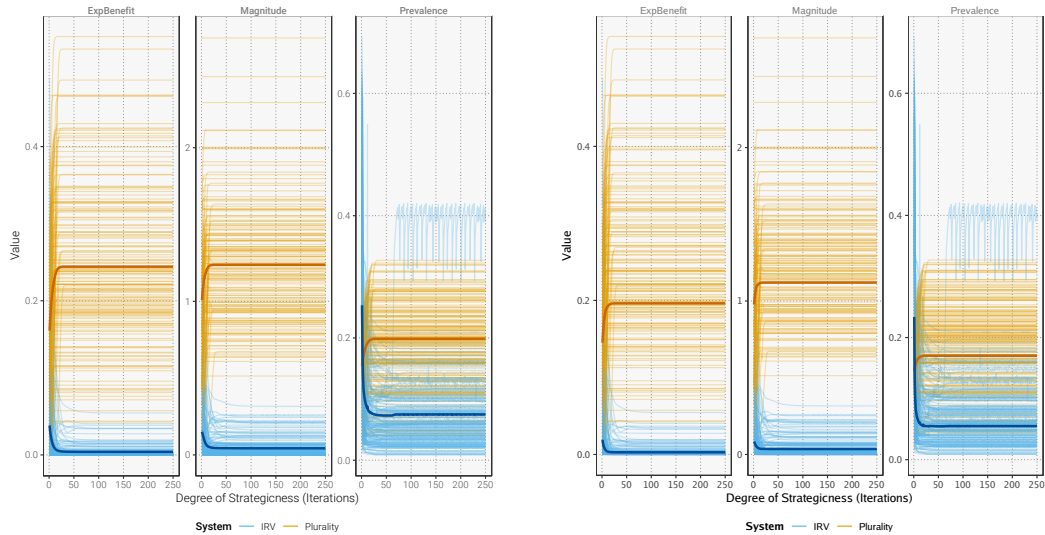 ExpBenefit Magnitude Prevalence
Value
0.4
0.2
0.0
2
1
0.6
0.4
0.2
0.0
0 50 100 150 200 250 0 50 100 150 200 250 0 50 100 150 200 250
Degree of Strategicness (Iterations)
System IRV Plurality
ExpBenefit Magnitude Prevalence
Value
0.4
0.2
0.0
2
1
0
0.6
0.4
0.2
0.0
0 50 100 150 200 250 0 50 100 150 200 250 0 50 100 150 200 250
Degree of Strategicness (Iterations)
System IRV Plurality